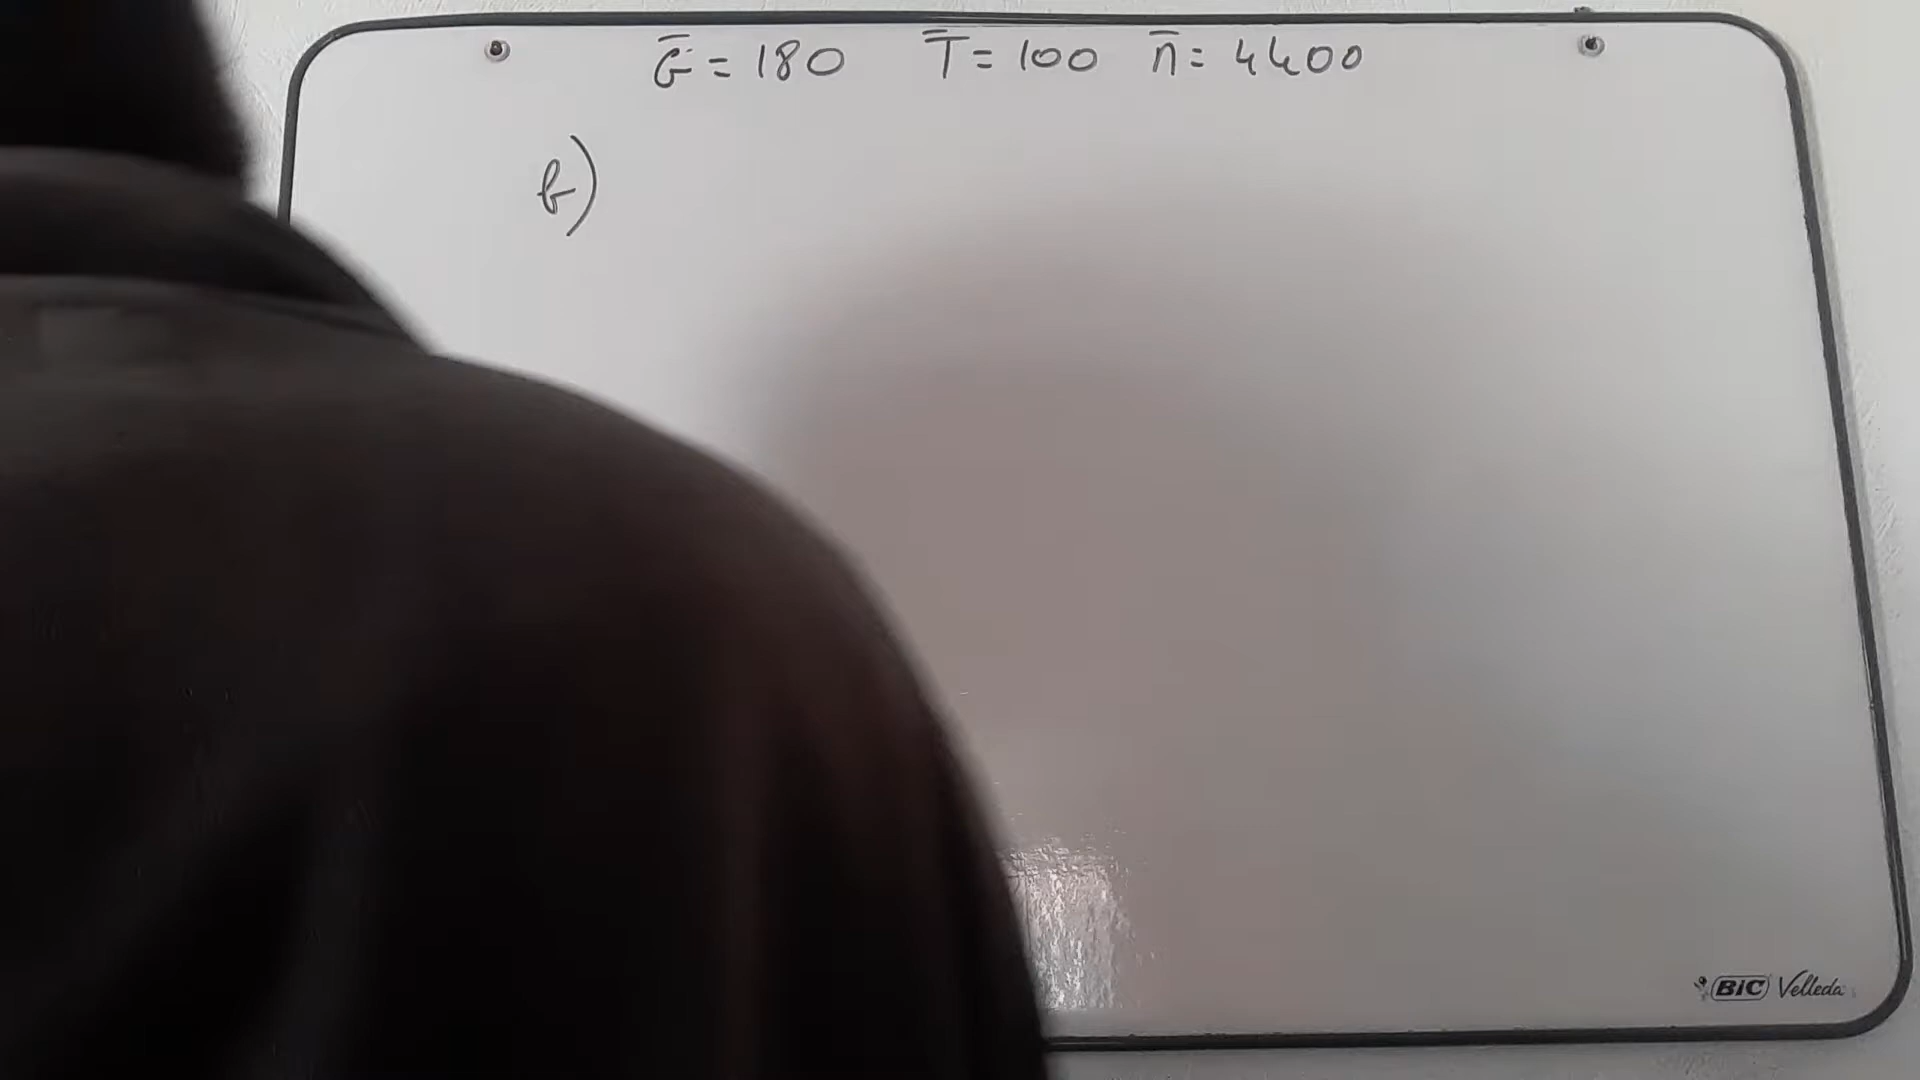 G̅ = 180 T̅ = 100 n̅ = 4400
b)
BIC Velleda